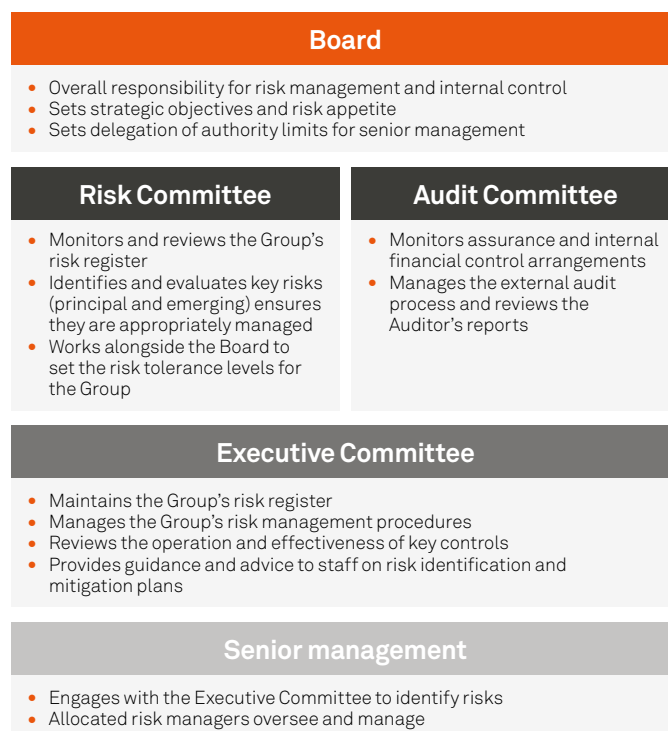 Board
• Overall responsibility for risk management and internal control
• Sets strategic objectives and risk appetite
• Sets delegation of authority limits for senior management
Risk Committee
• Monitors and reviews the Group's
risk register
• Identifies and evaluates key risks
(principal and emerging) ensures
they are appropriately managed
• Works alongside the Board to
set the risk tolerance levels for
the Group
Audit Committee
• Monitors assurance and internal
financial control arrangements
• Manages the external audit
process and reviews the
Auditor's reports
Executive Committee
• Maintains the Group's risk register
• Manages the Group's risk management procedures
• Reviews the operation and effectiveness of key controls
• Provides guidance and advice to staff on risk identification and
mitigation plans
Senior management
• Engages with the Executive Committee to identify risks
• Allocated risk managers oversee and manage